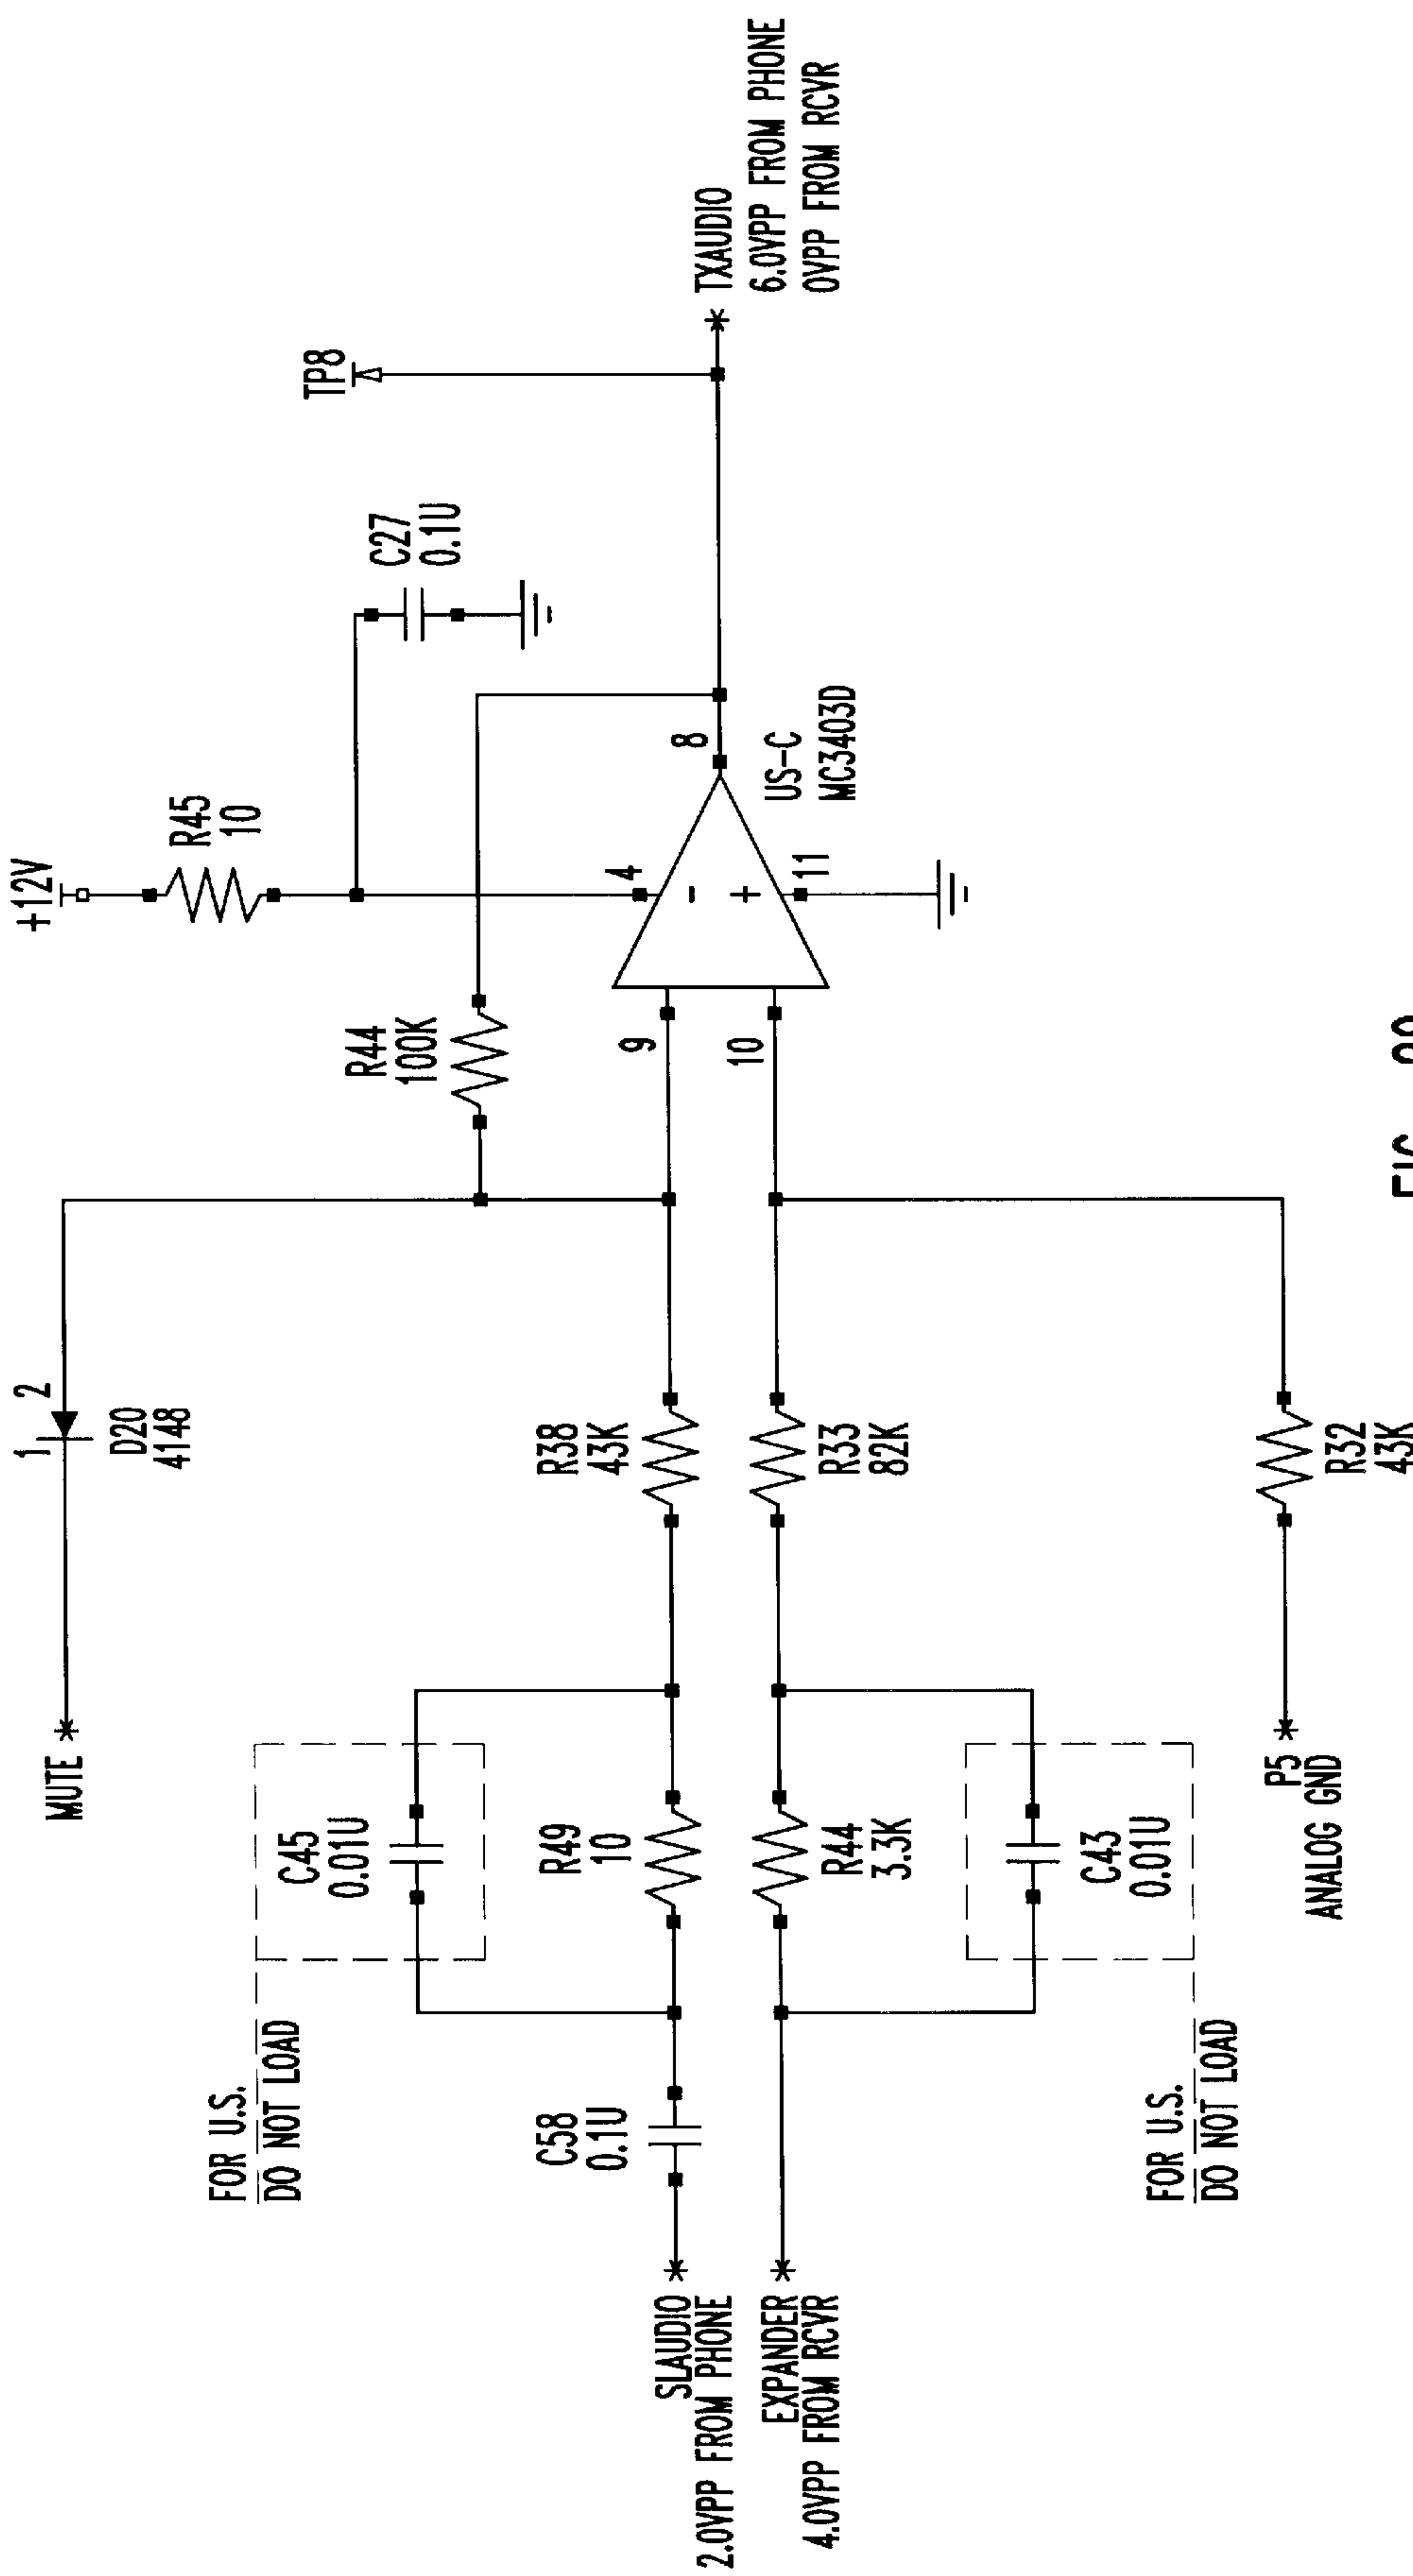 +12V
R45
10
C27
0.1U
TP8
R44
100K
1
2
D20
4148
MUTE
FOR U.S.
DO NOT LOAD
C45
0.01U
C58
0.1U
R49
10
R38
43K
9
4
8
US-C
MC3403D
-
+
10
11
TXAUDIO
6.0VPP FROM PHONE
0VPP FROM RCVR
SLAUDIO
2.0VPP FROM PHONE
EXPANDER
4.0VPP FROM RCVR
R44
3.3K
R33
82K
C43
0.01U
FOR U.S.
DO NOT LOAD
P5
ANALOG GND
R32
43K